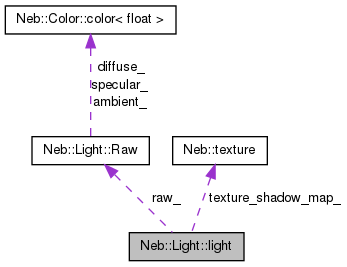 Neb::Color::color< float >
diffuse_
specular_
ambient_
Neb::Light::Raw
Neb::texture
raw_
texture_shadow_map_
Neb::Light::light